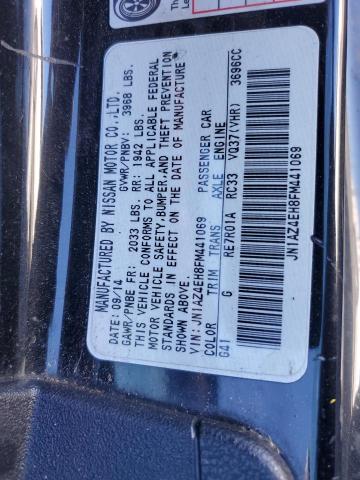 MANUFACTURED BY NISSAN MOTOR CO.,LTD.
DATE: 09/14 GVWR/PNBV: 3968 LBS.
GAWR/PNBE FR: 2033 LBS. RR: 1942 LBS.
THIS VEHICLE CONFORMS TO ALL APPLICABLE FEDERAL
MOTOR VEHICLE SAFETY,BUMPER,AND THEFT PREVENTION
STANDARDS IN EFFECT ON THE DATE OF MANUFACTURE
SHOWN ABOVE.
VIN: JN1AZ4EH8FM441069 PASSENGER CAR
COLOR TRIM TRANS AXLE ENGINE
G41 G RE7R01A RC33 VQ37(VHR) 3696CC
JN1AZ4EH8FM441069